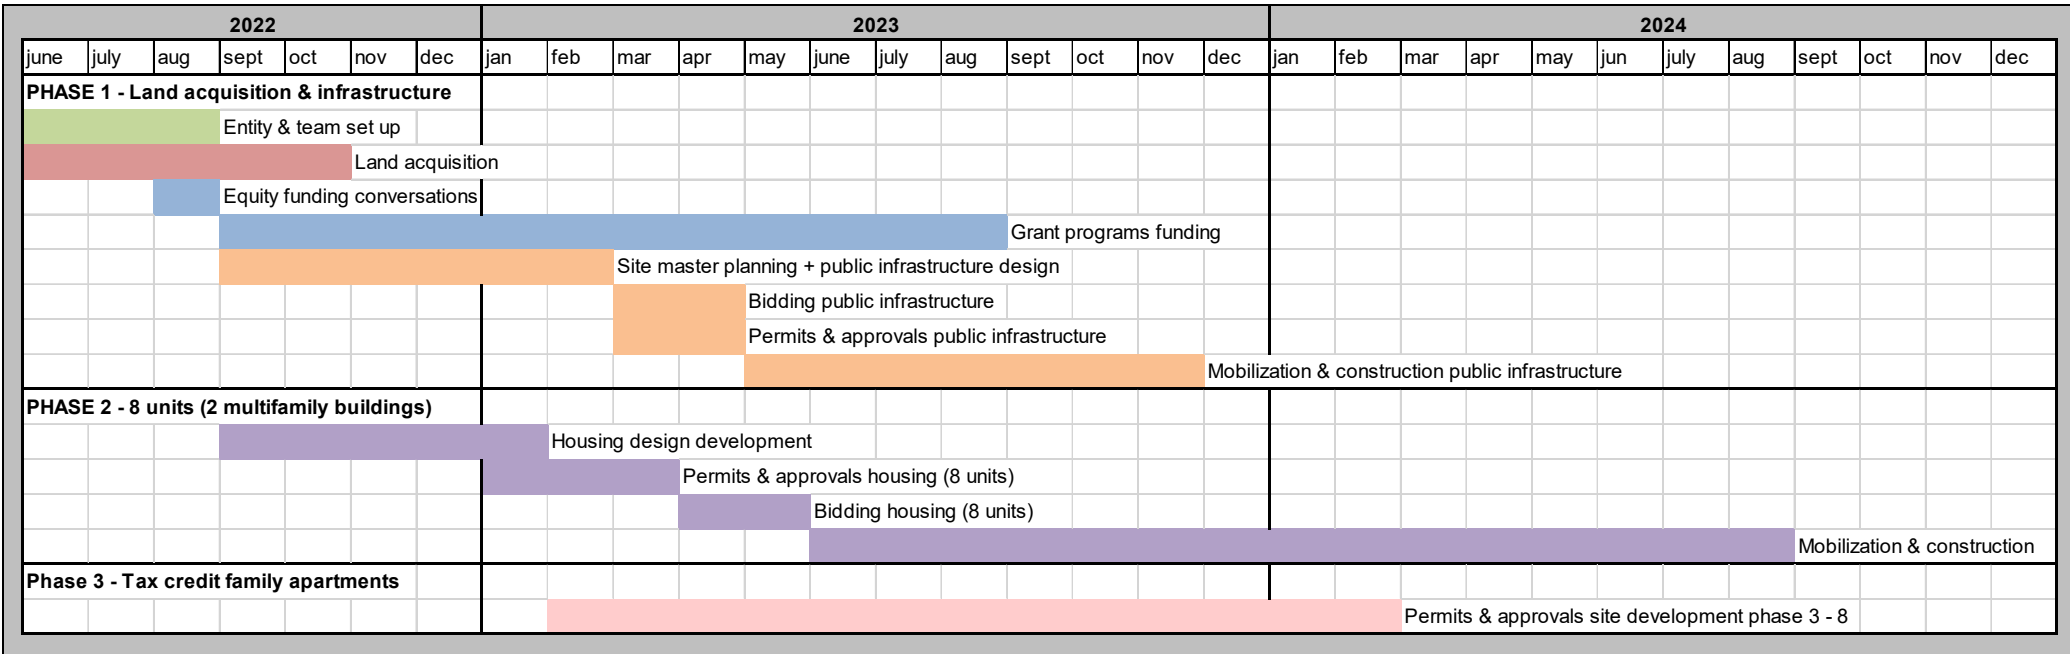 2022 2023 2024
june july aug sept oct nov dec jan feb mar apr may june july aug sept oct nov dec jan feb mar apr may jun july aug sept oct nov dec
PHASE 1 - Land acquisition & infrastructure
Entity & team set up
Land acquisition
Equity funding conversations
Grant programs funding
Site master planning + public infrastructure design
Bidding public infrastructure
Permits & approvals public infrastructure
Mobilization & construction public infrastructure
PHASE 2 - 8 units (2 multifamily buildings)
Housing design development
Permits & approvals housing (8 units)
Bidding housing (8 units)
Mobilization & construction
Phase 3 - Tax credit family apartments
Permits & approvals site development phase 3 - 8